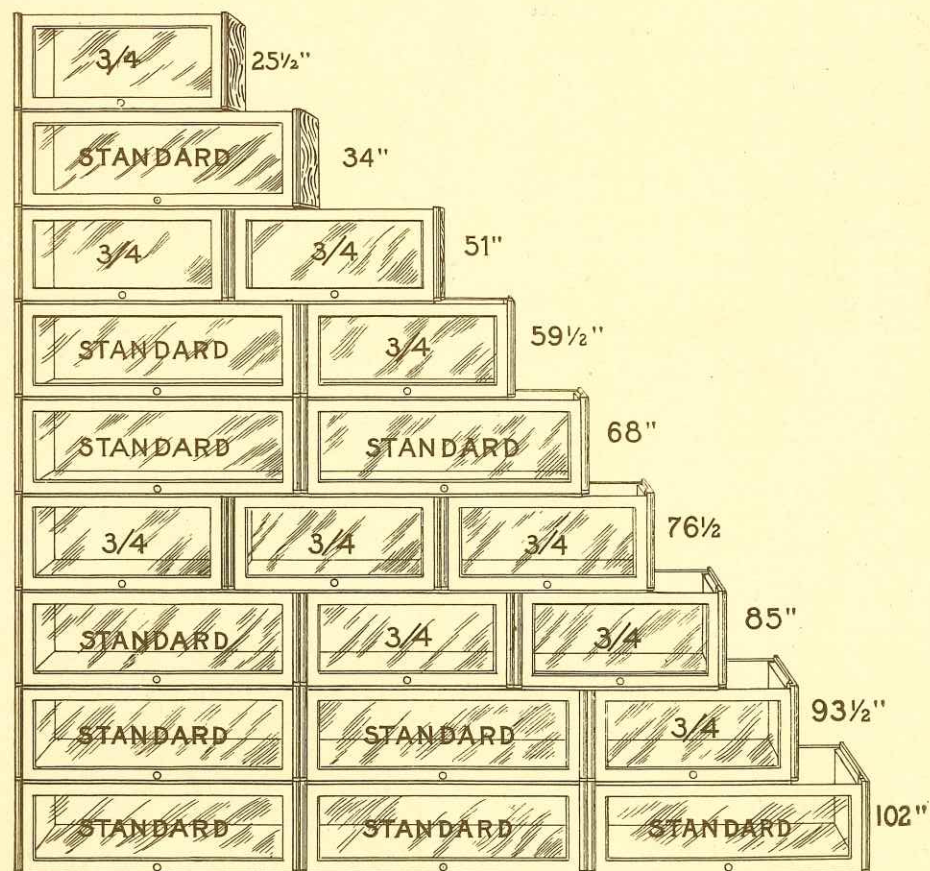 3/4 25½"
STANDARD 34"
3/4 3/4 51"
STANDARD 3/4 59½"
STANDARD STANDARD 68"
3/4 3/4 3/4 76½
STANDARD 3/4 3/4 85"
STANDARD STANDARD 3/4 93½"
STANDARD STANDARD STANDARD 102"